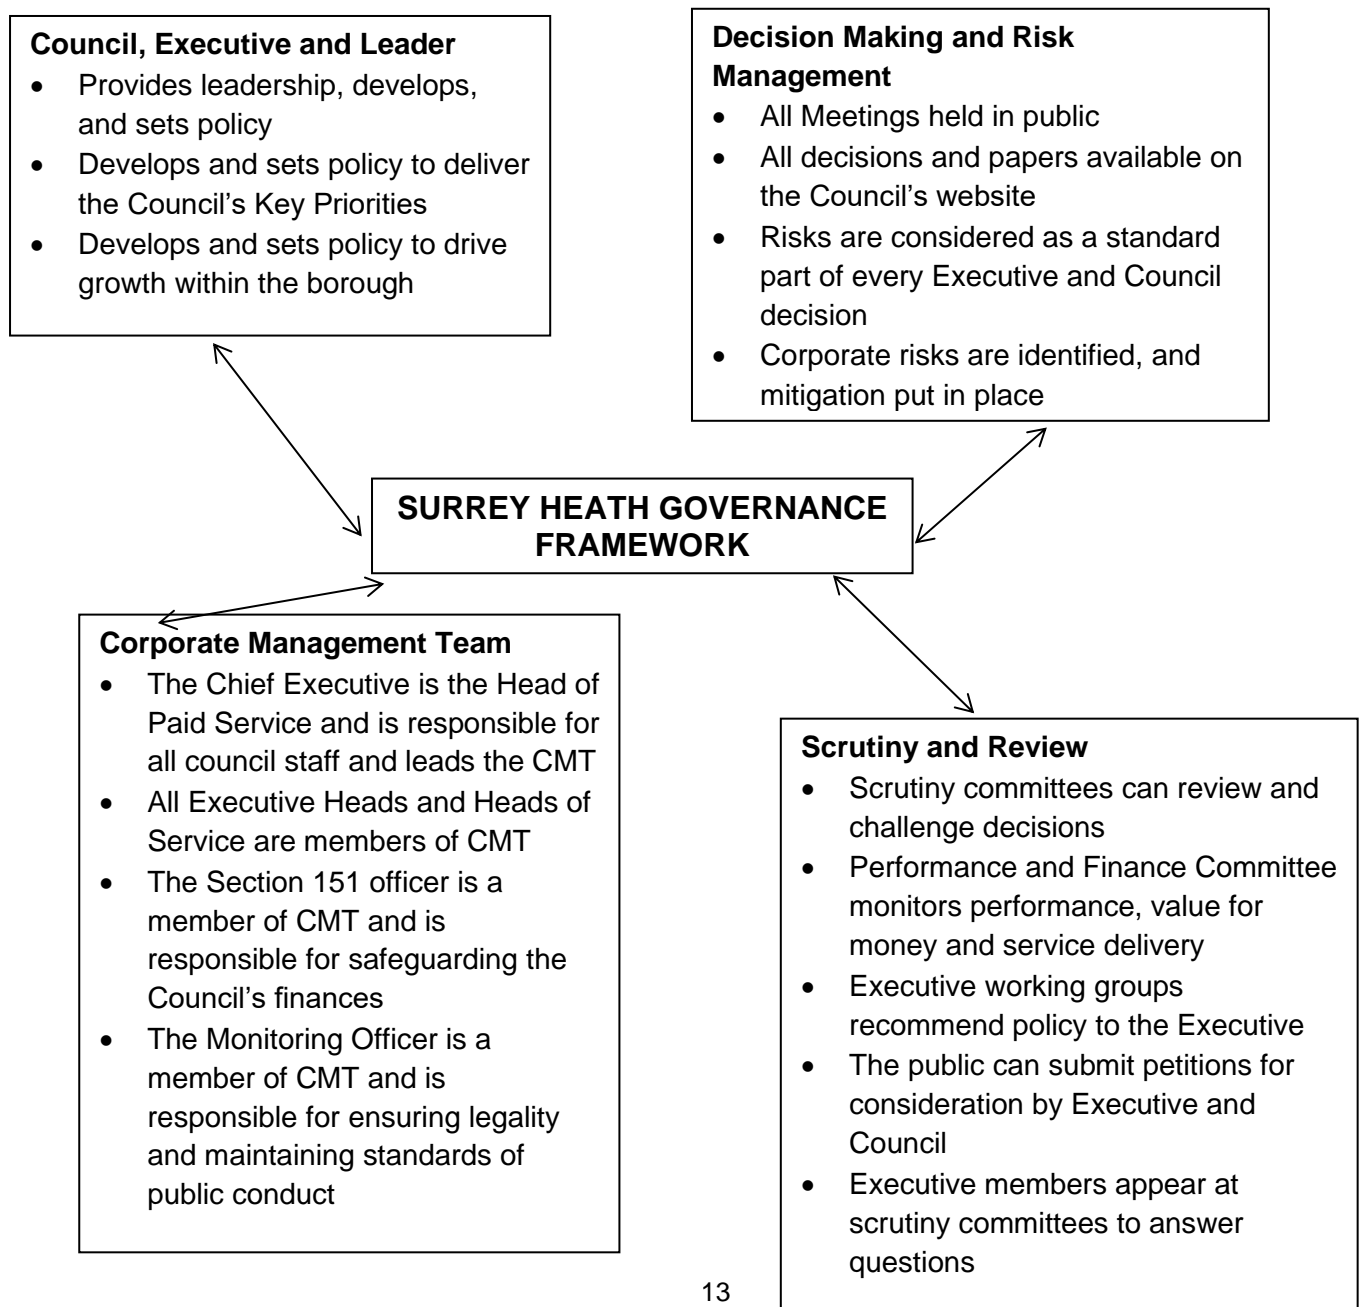 Council, Executive and Leader
• Provides leadership, develops,
and sets policy
• Develops and sets policy to deliver
the Council’s Key Priorities
• Develops and sets policy to drive
growth within the borough
Decision Making and Risk
Management
• All Meetings held in public
• All decisions and papers available on
the Council’s website
• Risks are considered as a standard
part of every Executive and Council
decision
• Corporate risks are identified, and
mitigation put in place
SURREY HEATH GOVERNANCE
FRAMEWORK
Corporate Management Team
• The Chief Executive is the Head of
Paid Service and is responsible for
all council staff and leads the CMT
• All Executive Heads and Heads of
Service are members of CMT
• The Section 151 officer is a
member of CMT and is
responsible for safeguarding the
Council’s finances
• The Monitoring Officer is a
member of CMT and is
responsible for ensuring legality
and maintaining standards of
public conduct
Scrutiny and Review
• Scrutiny committees can review and
challenge decisions
• Performance and Finance Committee
monitors performance, value for
money and service delivery
• Executive working groups
recommend policy to the Executive
• The public can submit petitions for
consideration by Executive and
Council
• Executive members appear at
scrutiny committees to answer
questions
13